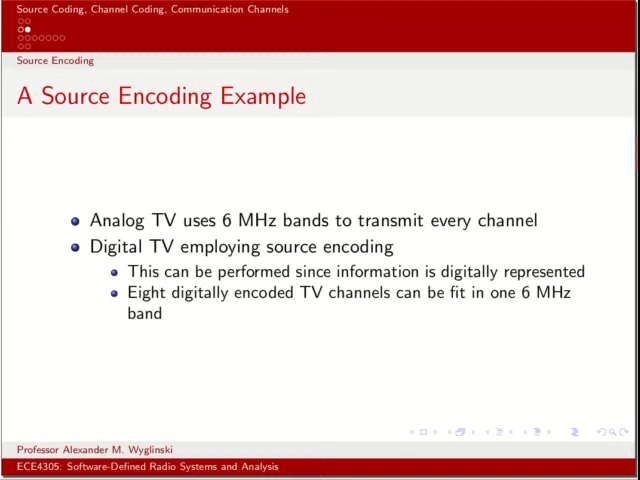 Source Coding, Channel Coding, Communication Channels
Source Encoding
A Source Encoding Example
Analog TV uses 6 MHz bands to transmit every channel
Digital TV employing source encoding
This can be performed since information is digitally represented
Eight digitally encoded TV channels can be fit in one 6 MHz
band
Professor Alexander M. Wyglinski
ECE4305: Software-Defined Radio Systems and Analysis